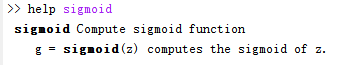 >> help sigmoid
sigmoid Compute sigmoid function
g = sigmoid(z) computes the sigmoid of z.